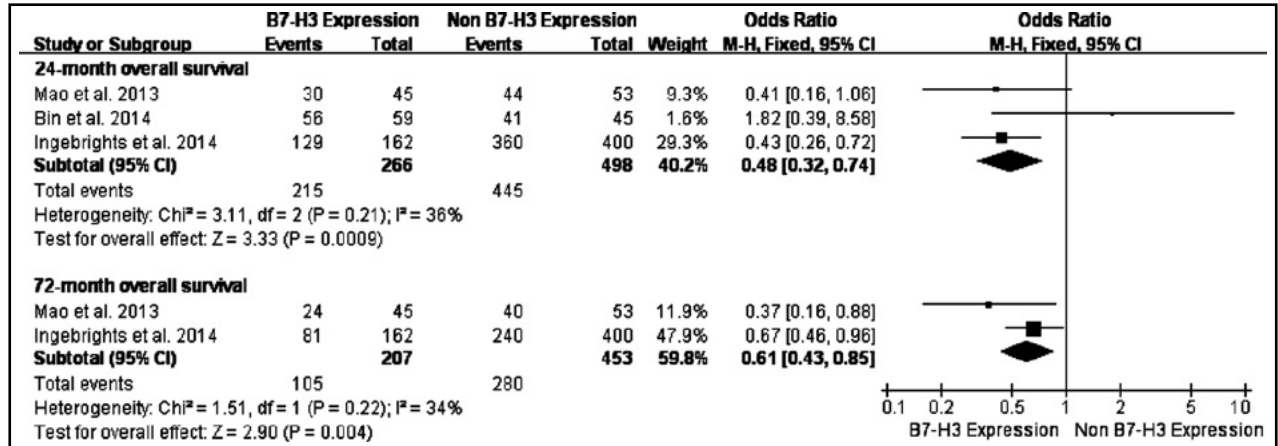 B7-H3 Expression Non B7-H3 Expression Odds Ratio Odds Ratio
Study or Subgroup Events Total Events Total Weight M-H, Fixed, 95% CI M-H, Fixed, 95% CI
24-month overall survival
Mao et al. 2013 30 45 44 53 9.3% 0.41 [0.16, 1.06]
Bin et al. 2014 56 59 41 45 1.6% 1.82 [0.39, 8.58]
Ingebrights et al. 2014 129 162 360 400 29.3% 0.43 [0.26, 0.72]
Subtotal (95% CI) 266 498 40.2% 0.48 [0.32, 0.74]
Total events 215 445
Heterogeneity: Chi² = 3.11, df = 2 (P = 0.21); I² = 36%
Test for overall effect: Z = 3.33 (P = 0.0009)
72-month overall survival
Mao et al. 2013 24 45 40 53 11.9% 0.37 [0.16, 0.88]
Ingebrights et al. 2014 81 162 240 400 47.9% 0.67 [0.46, 0.96]
Subtotal (95% CI) 207 453 59.8% 0.61 [0.43, 0.85]
Total events 105 280
Heterogeneity: Chi² = 1.51, df = 1 (P = 0.22); I² = 34%
Test for overall effect: Z = 2.90 (P = 0.004)
0.1 0.2 0.5 1 2 5 10
B7-H3 Expression Non B7-H3 Expression